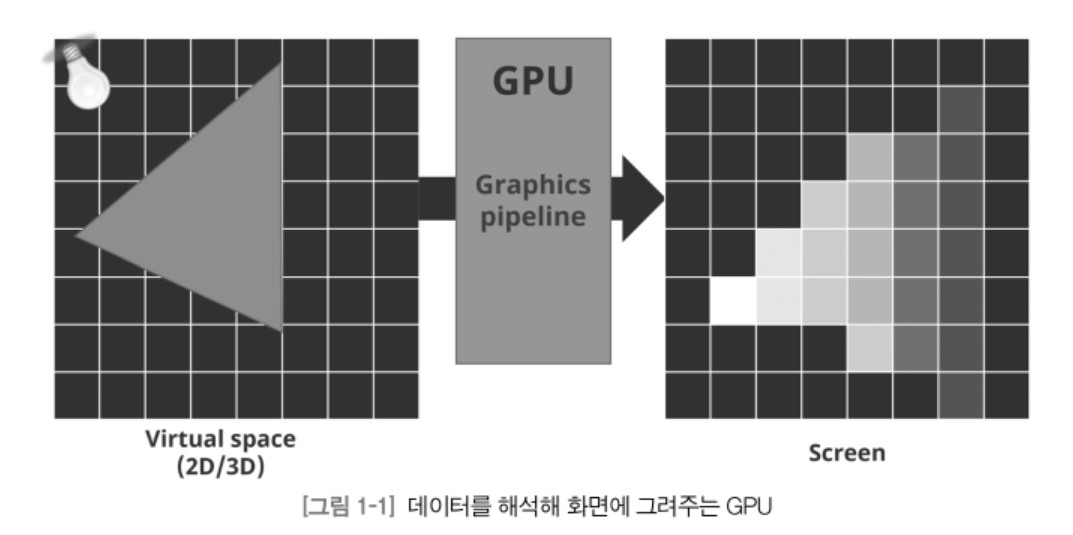 GPU
Graphics
pipeline
Virtual space
(2D/3D)
Screen
[그림 1-1] 데이터를 해석해 화면에 그려주는 GPU